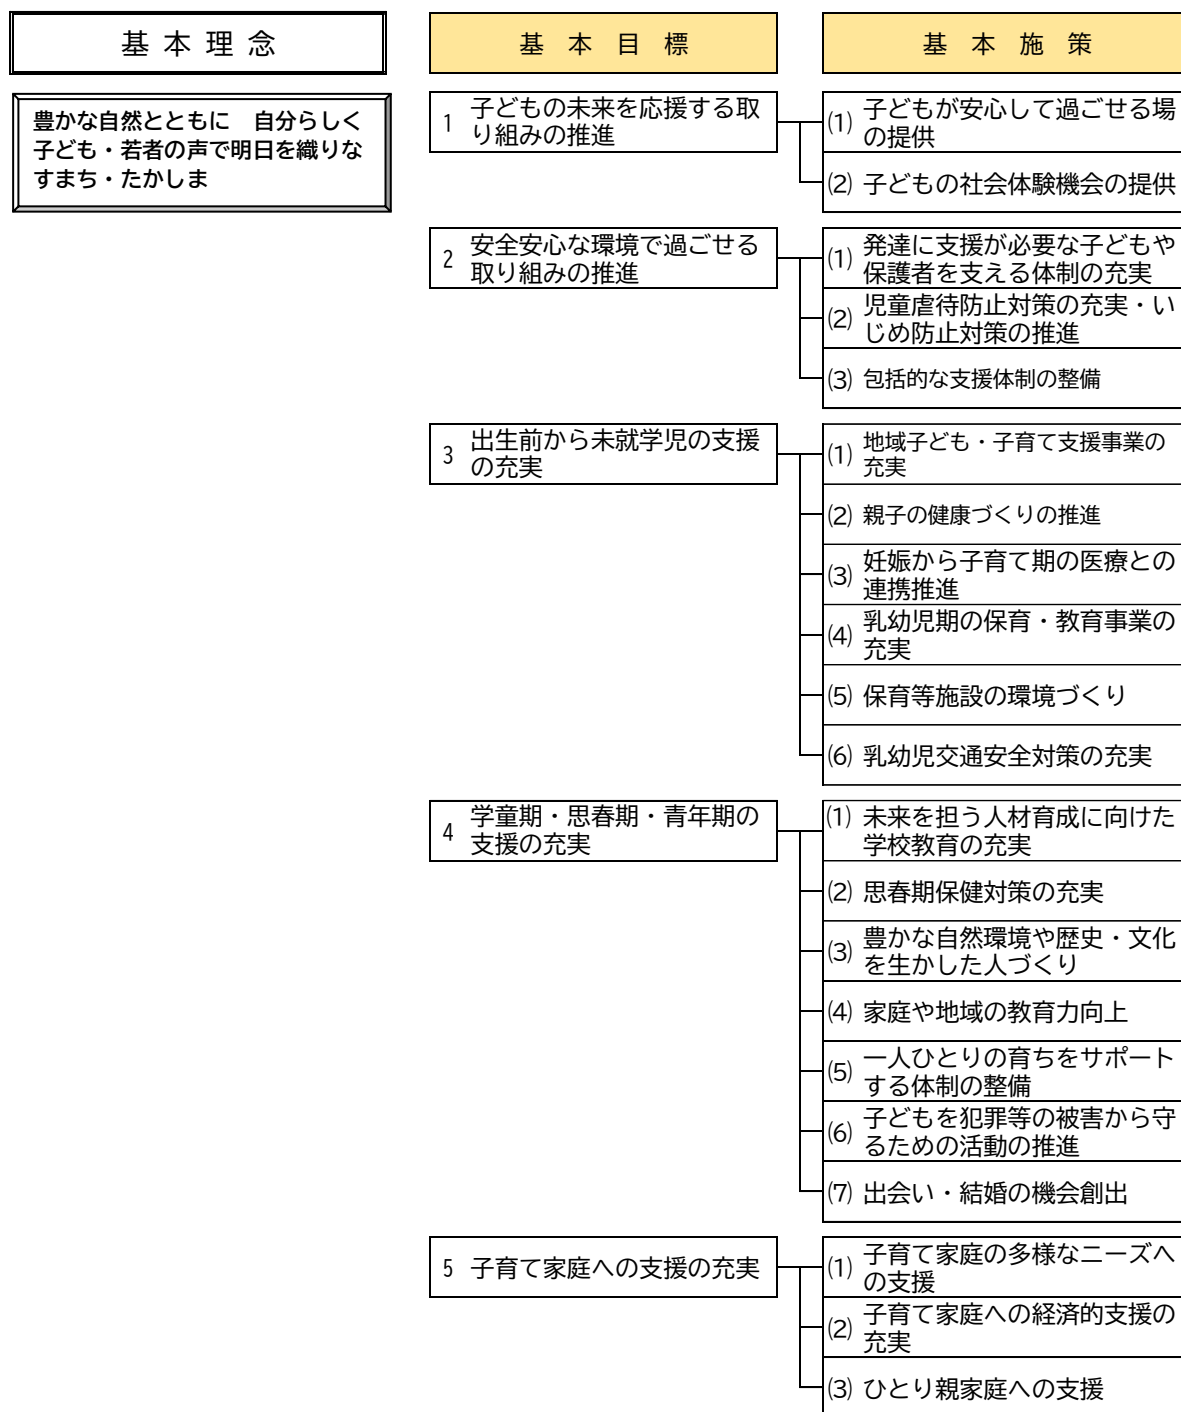 基本理念
基本目標
基本施策
豊かな自然とともに　自分らしく
子ども・若者の声で明日を織りな
すまち・たかしま
1 子どもの未来を応援する取
り組みの推進
(1) 子どもが安心して過ごせる場
の提供
(2) 子どもの社会体験機会の提供
2 安全安心な環境で過ごせる
取り組みの推進
(1) 発達に支援が必要な子どもや
保護者を支える体制の充実
(2) 児童虐待防止対策の充実・い
じめ防止対策の推進
(3) 包括的な支援体制の整備
3 出生前から未就学児の支援
の充実
(1) 地域子ども・子育て支援事業の
充実
(2) 親子の健康づくりの推進
(3) 妊娠から子育て期の医療との
連携推進
(4) 乳幼児期の保育・教育事業の
充実
(5) 保育等施設の環境づくり
(6) 乳幼児交通安全対策の充実
4 学童期・思春期・青年期の
支援の充実
(1) 未来を担う人材育成に向けた
学校教育の充実
(2) 思春期保健対策の充実
(3) 豊かな自然環境や歴史・文化
を生かした人づくり
(4) 家庭や地域の教育力向上
(5) 一人ひとりの育ちをサポート
する体制の整備
(6) 子どもを犯罪等の被害から守
るための活動の推進
(7) 出会い・結婚の機会創出
5 子育て家庭への支援の充実
(1) 子育て家庭の多様なニーズへ
の支援
(2) 子育て家庭への経済的支援の
充実
(3) ひとり親家庭への支援